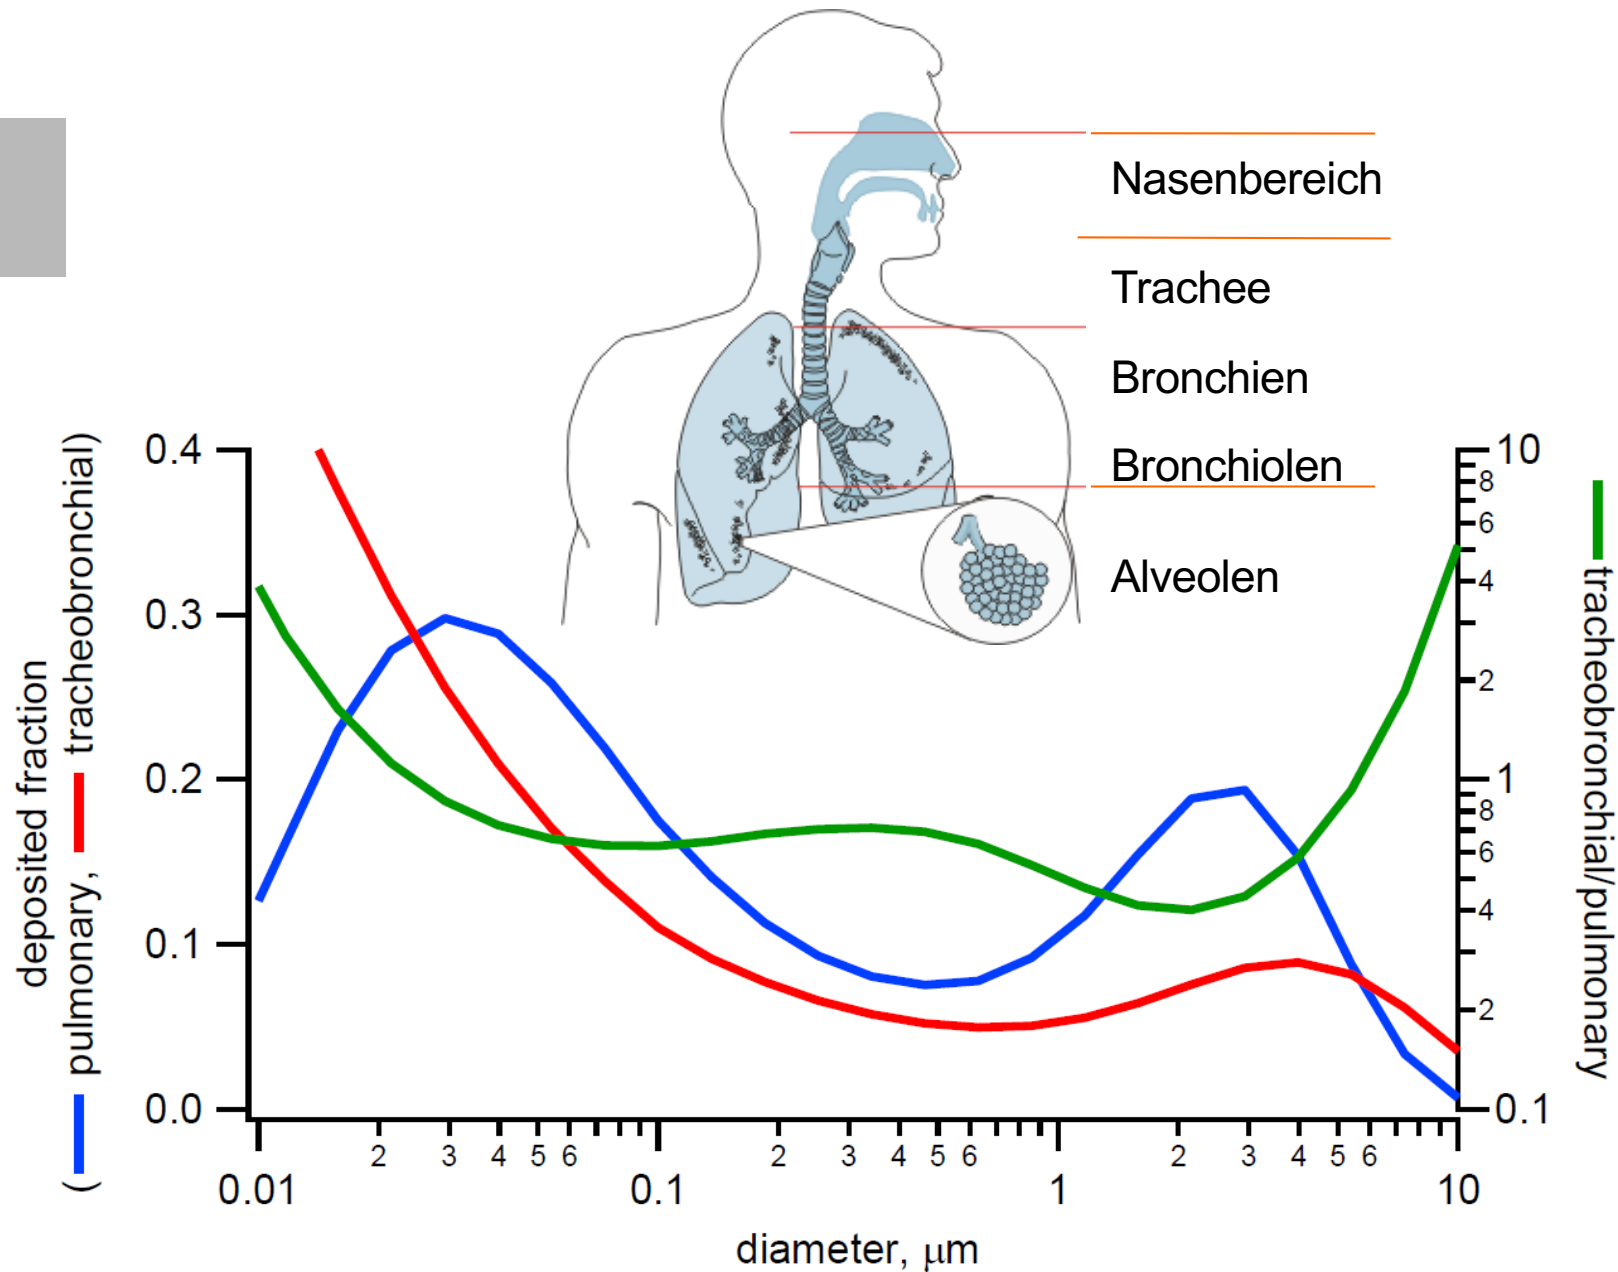 Nasenbereich
Trachee
Bronchien
Bronchiolen
Alveolen
deposited fraction
( pulmonary, tracheobronchial)
0.4
0.3
0.2
0.1
0.0
10
8
6
4
2
1
8
6
4
2
0.1
tracheobronchial/pulmonary
2 3 4 5 6 2 3 4 5 6 2 3 4 5 6
0.01 0.1 1 10
diameter, μm